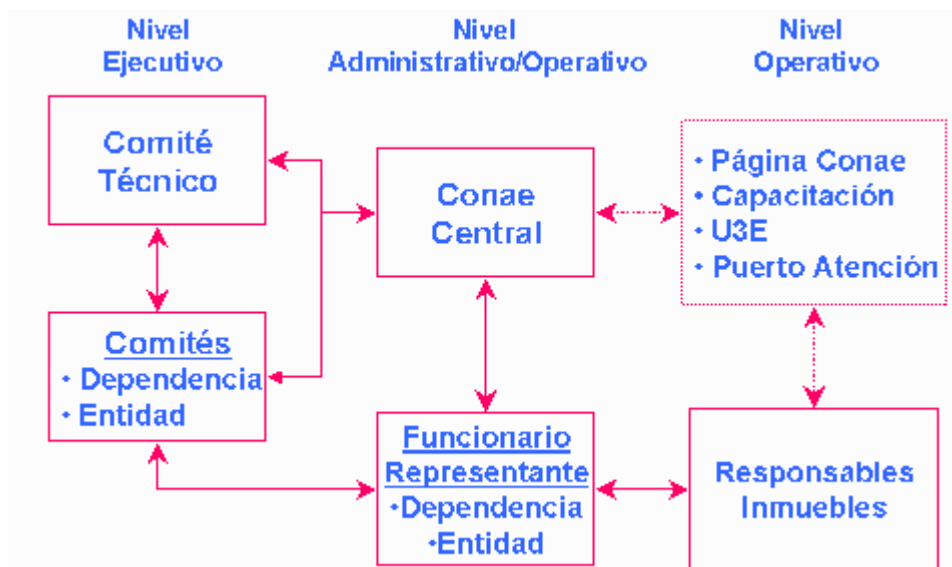 Nivel
Ejecutivo
Nivel
Administrativo/Operativo
Nivel
Operativo
Comité
Técnico
Conae
Central
• Página Conae
• Capacitación
• U3E
• Puerto Atención
Comités
• Dependencia
• Entidad
Funcionario
Representante
•Dependencia
•Entidad
Responsables
Inmuebles